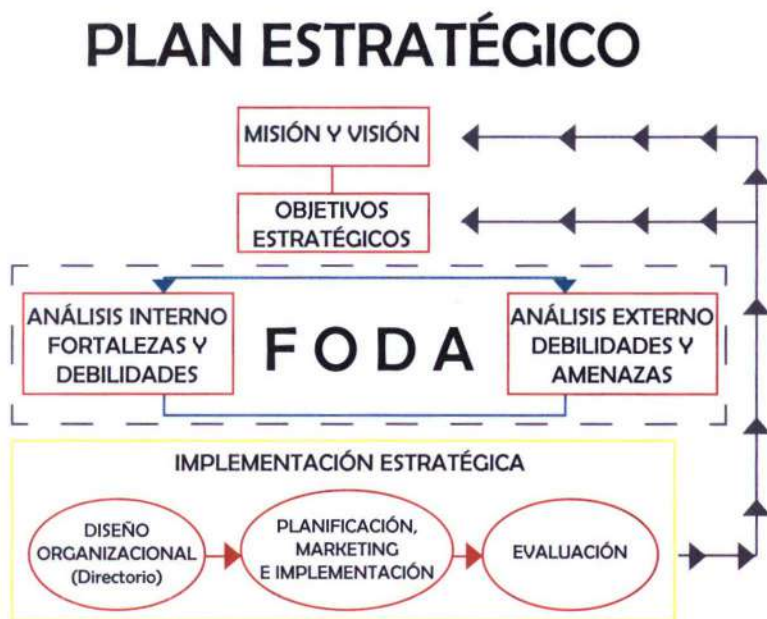 PLAN ESTRATÉGICO
MISIÓN Y VISIÓN
OBJETIVOS
ESTRATÉGICOS
ANÁLISIS INTERNO
FORTALEZAS Y
DEBILIDADES
FODA
ANÁLISIS EXTERNO
DEBILIDADES Y
AMENAZAS
IMPLEMENTACIÓN ESTRATÉGICA
DISEÑO
ORGANIZACIONAL
(Directorio)
PLANIFICACIÓN,
MARKETING
E IMPLEMENTACIÓN
EVALUACIÓN